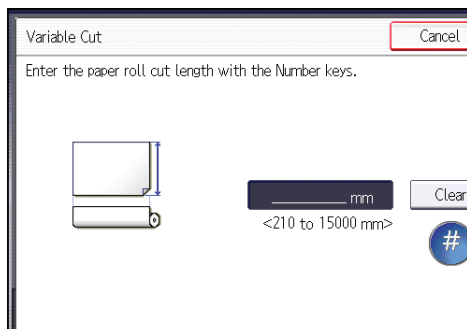 Variable Cut
Cancel
Enter the paper roll cut length with the Number keys.
________ mm
Clear
<210 to 15000 mm>
#